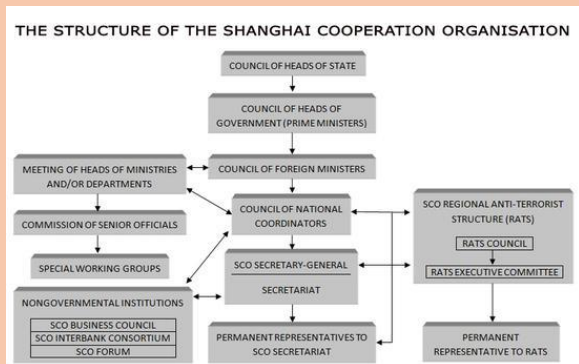 THE STRUCTURE OF THE SHANGHAI COOPERATION ORGANISATION
COUNCIL OF HEADS OF STATE
COUNCIL OF HEADS OF
GOVERNMENT (PRIME MINISTERS)
MEETING OF HEADS OF MINISTRIES
AND/OR DEPARTMENTS
COUNCIL OF FOREIGN MINISTERS
COMMISSION OF SENIOR OFFICIALS
COUNCIL OF NATIONAL
COORDINATORS
SCO REGIONAL ANTI-TERRORIST
STRUCTURE (RATS)
RATS COUNCIL
RATS EXECUTIVE COMMITTEE
SPECIAL WORKING GROUPS
SCO SECRETARY-GENERAL
SECRETARIAT
NONGOVERNMENTAL INSTITUTIONS
SCO BUSINESS COUNCIL
SCO INTERBANK CONSORTIUM
SCO FORUM
PERMANENT REPRESENTATIVES TO
SCO SECRETARIAT
PERMANENT
REPRESENTATIVE TO RATS